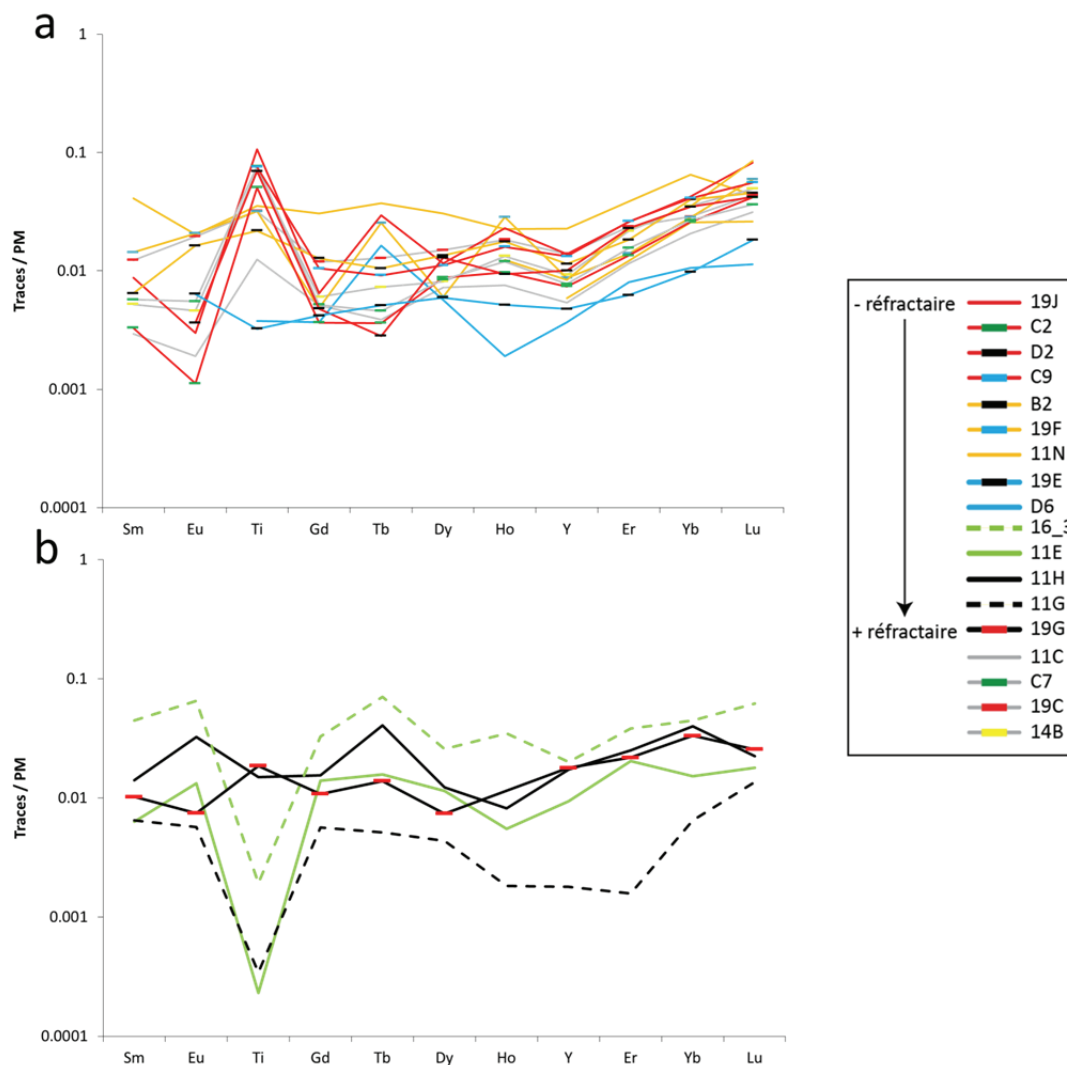 a
1
0.1
0.01
0.001
0.0001
Traces / PM
Sm Eu Ti Gd Tb Dy Ho Y Er Yb Lu
b
1
0.1
0.01
0.001
0.0001
Traces / PM
Sm Eu Ti Gd Tb Dy Ho Y Er Yb Lu
- réfractaire
+ réfractaire
19J
C2
D2
C9
B2
19F
11N
19E
D6
16_3
11E
11H
11G
19G
11C
C7
19C
14B